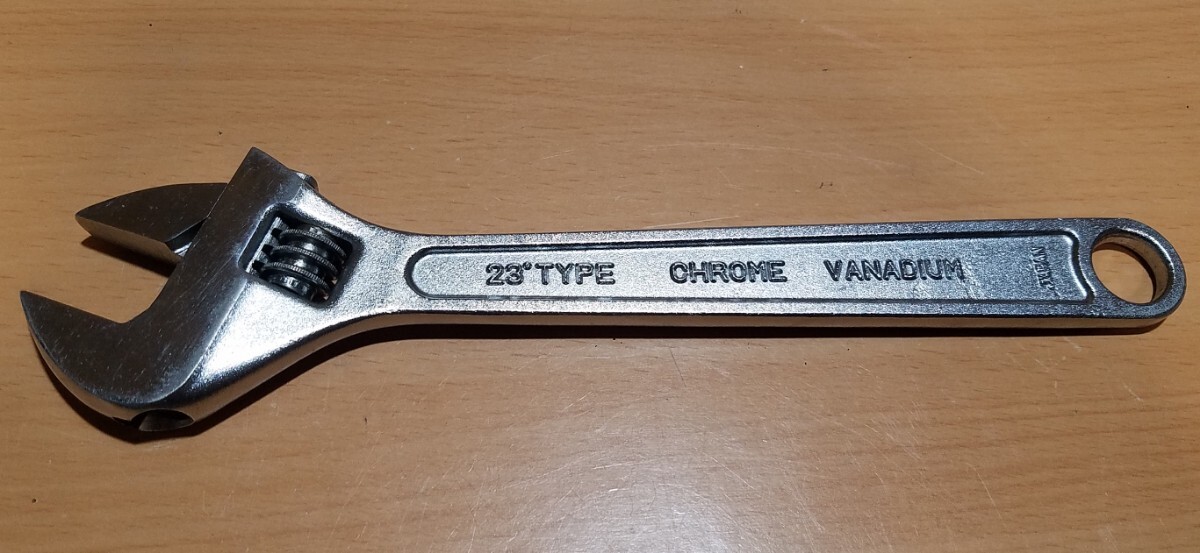 23° TYPE CHROME VANADIUM